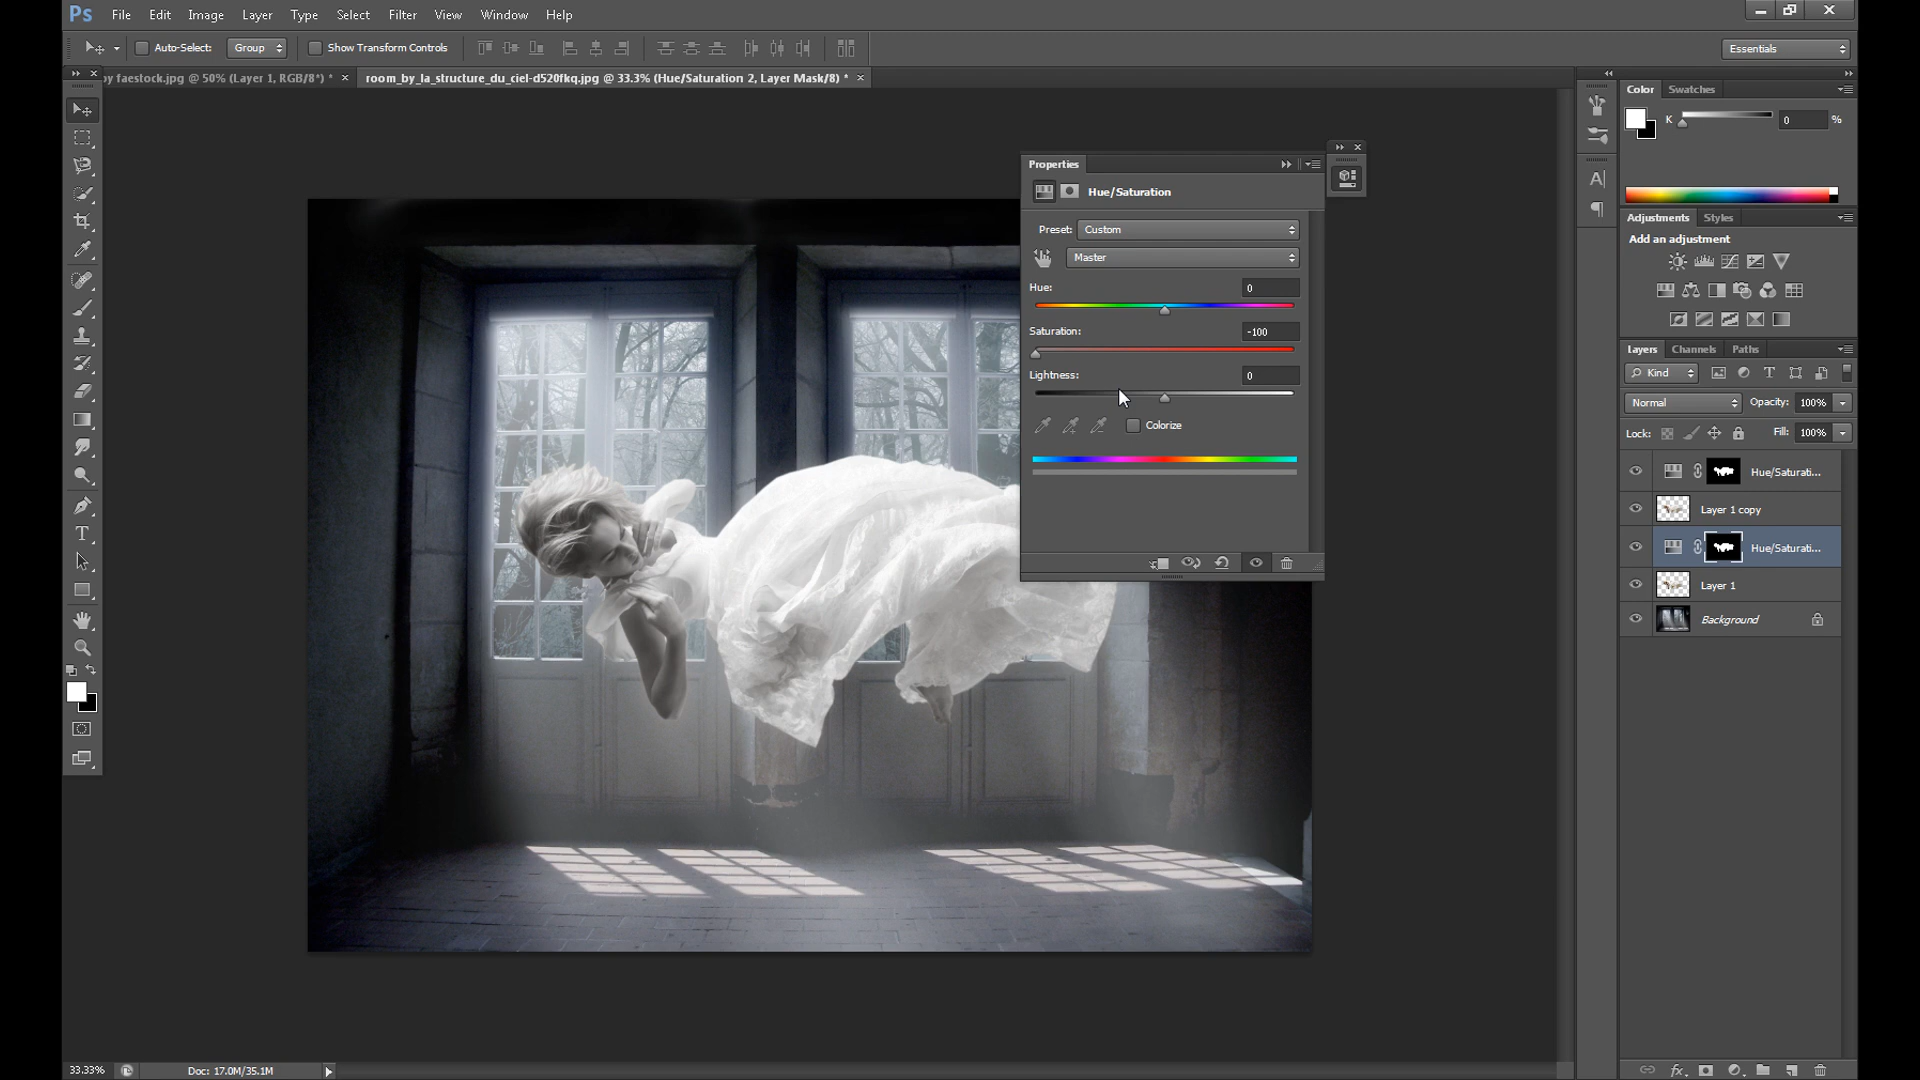 Ps File Edit Image Layer Type Select Filter View Window Help
Auto-Select: Group Show Transform Controls Essentials
by faestock.jpg @ 50% (Layer 1, RGB/8*) * × room_by_la_structure_du_ciel-d520fkq.jpg @ 33.3% (Hue/Saturation 2, Layer Mask/8) * ×
Color Swatches
K 0 %
Properties
Hue/Saturation
Preset: Custom
Master
Hue: 0
Saturation: -100
Lightness: 0
Colorize
Adjustments Styles
Add an adjustment
Layers Channels Paths
Kind
Normal Opacity: 100%
Lock: Fill: 100%
Hue/Saturati...
Layer 1 copy
Hue/Saturati...
Layer 1
Background
33.33% Doc: 17.0M/35.1M